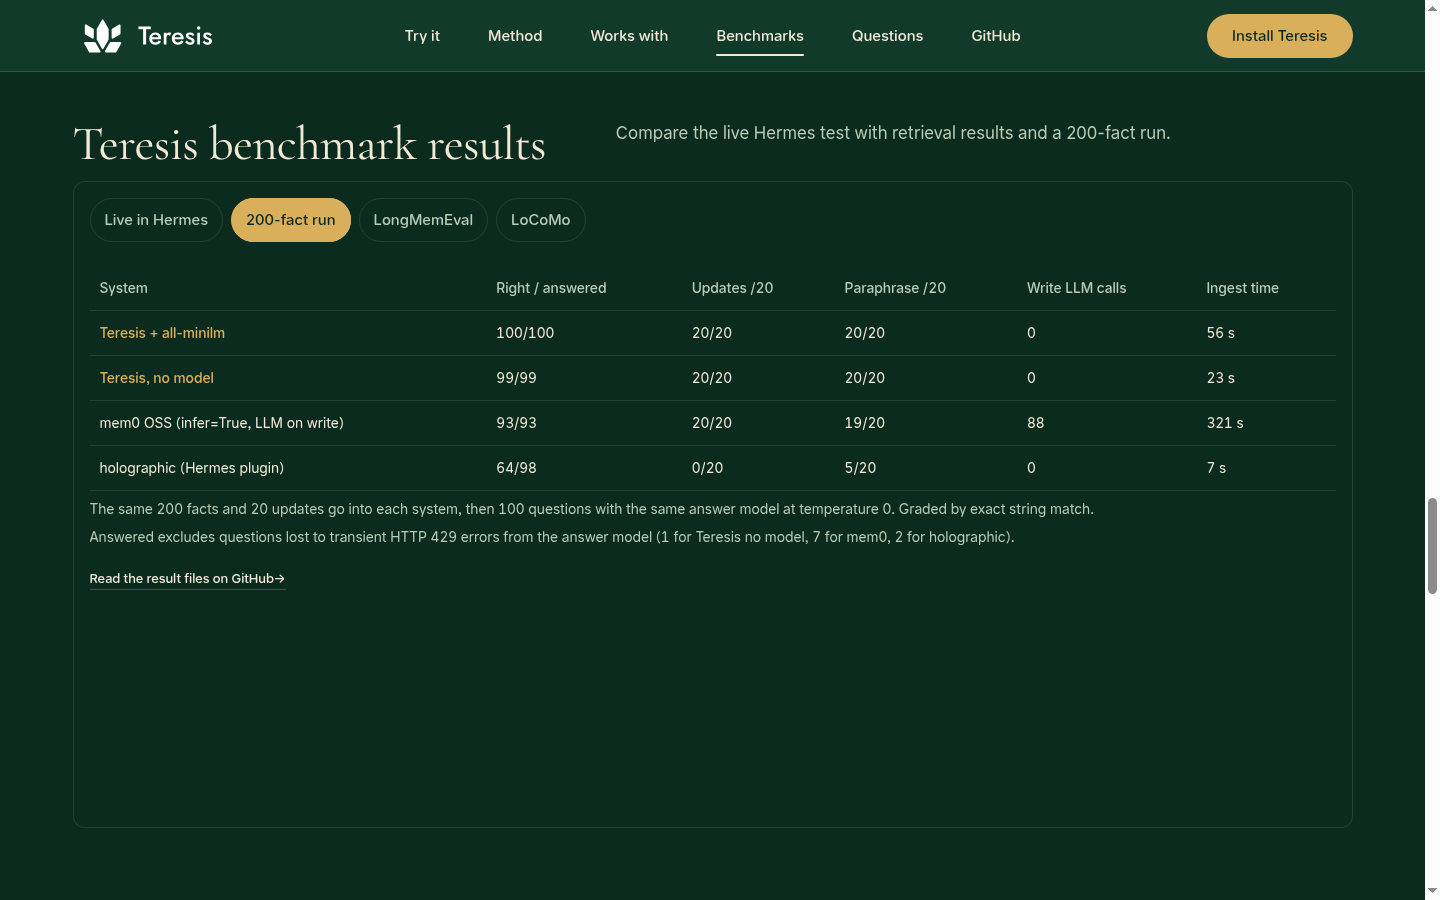 Teresis
Try it
Method
Works with
Benchmarks
Questions
GitHub
Install Teresis
Teresis benchmark results
Compare the live Hermes test with retrieval results and a 200-fact run.
Live in Hermes
200-fact run
LongMemEval
LoCoMo
System Right / answered Updates /20 Paraphrase /20 Write LLM calls Ingest time
Teresis + all-minilm 100/100 20/20 20/20 0 56 s
Teresis, no model 99/99 20/20 20/20 0 23 s
mem0 OSS (infer=True, LLM on write) 93/93 20/20 19/20 88 321 s
holographic (Hermes plugin) 64/98 0/20 5/20 0 7 s
The same 200 facts and 20 updates go into each system, then 100 questions with the same answer model at temperature 0. Graded by exact string match.
Answered excludes questions lost to transient HTTP 429 errors from the answer model (1 for Teresis no model, 7 for mem0, 2 for holographic).
Read the result files on GitHub→